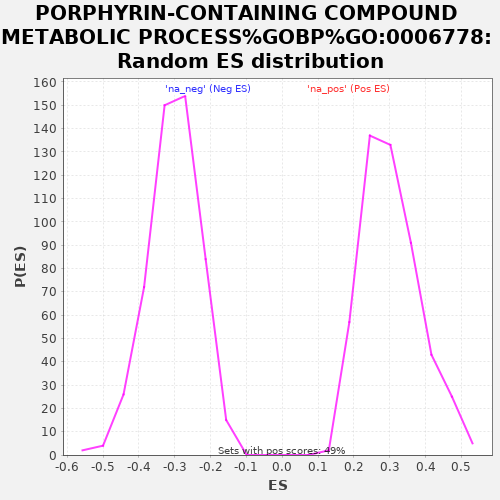 PORPHYRIN-CONTAINING COMPOUND
METABOLIC PROCESS%GOBP%GO:0006778:
Random ES distribution
'na_neg' (Neg ES)
'na_pos' (Pos ES)
160
150
140
130
120
110
100
90
80
70
60
50
40
30
20
10
0
P(ES)
Sets with pos scores: 49%
-0.6 -0.5 -0.4 -0.3 -0.2 -0.1 0.0 0.1 0.2 0.3 0.4 0.5
ES